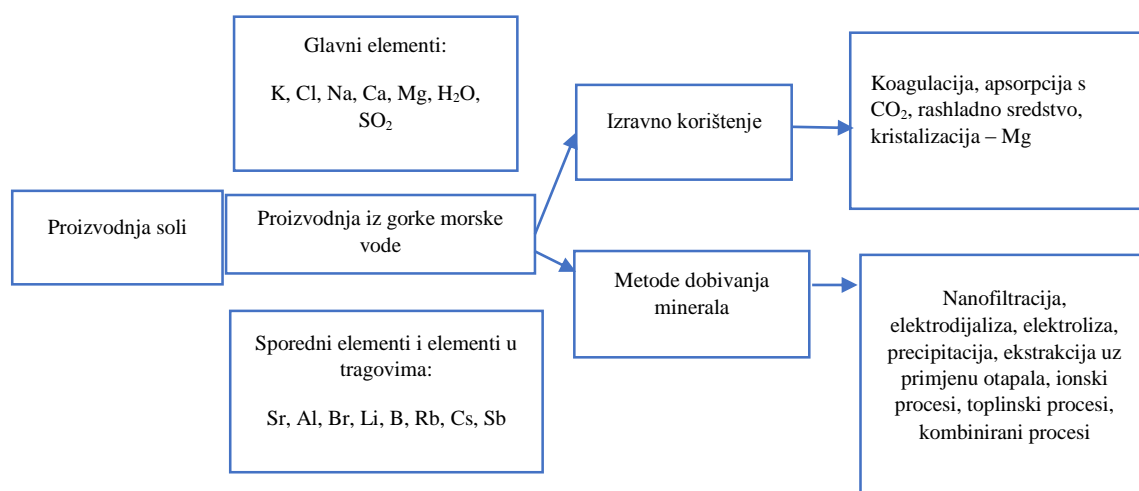 Glavni elementi:
K, Cl, Na, Ca, Mg, H₂O,
SO₂
Izravno korištenje
Koagulacija, apsorpcija s
CO₂, rashladno sredstvo,
kristalizacija – Mg
Proizvodnja soli
Proizvodnja iz gorke morske
vode
Metode dobivanja
minerala
Sporedni elementi i elementi u
tragovima:
Sr, Al, Br, Li, B, Rb, Cs, Sb
Nanofiltracija,
elektrodijaliza, elektroliza,
precipitacija, ekstrakcija uz
primjenu otapala, ionski
procesi, toplinski procesi,
kombinirani procesi